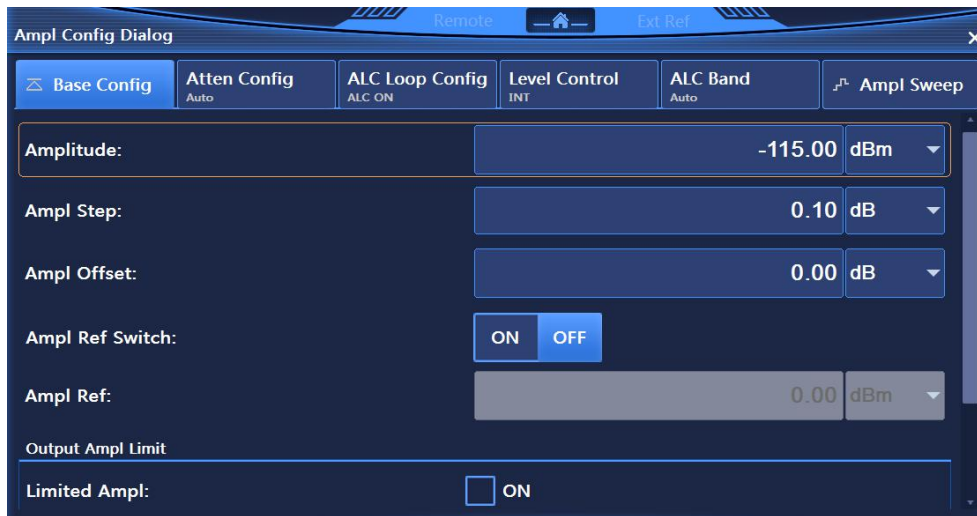 Remote Ext Ref
Ampl Config Dialog
Base Config
Atten Config
Auto
ALC Loop Config
ALC ON
Level Control
INT
ALC Band
Auto
Ampl Sweep
Amplitude: -115.00 dBm
Ampl Step: 0.10 dB
Ampl Offset: 0.00 dB
Ampl Ref Switch: ON OFF
Ampl Ref: 0.00 dBm
Output Ampl Limit
Limited Ampl: ON